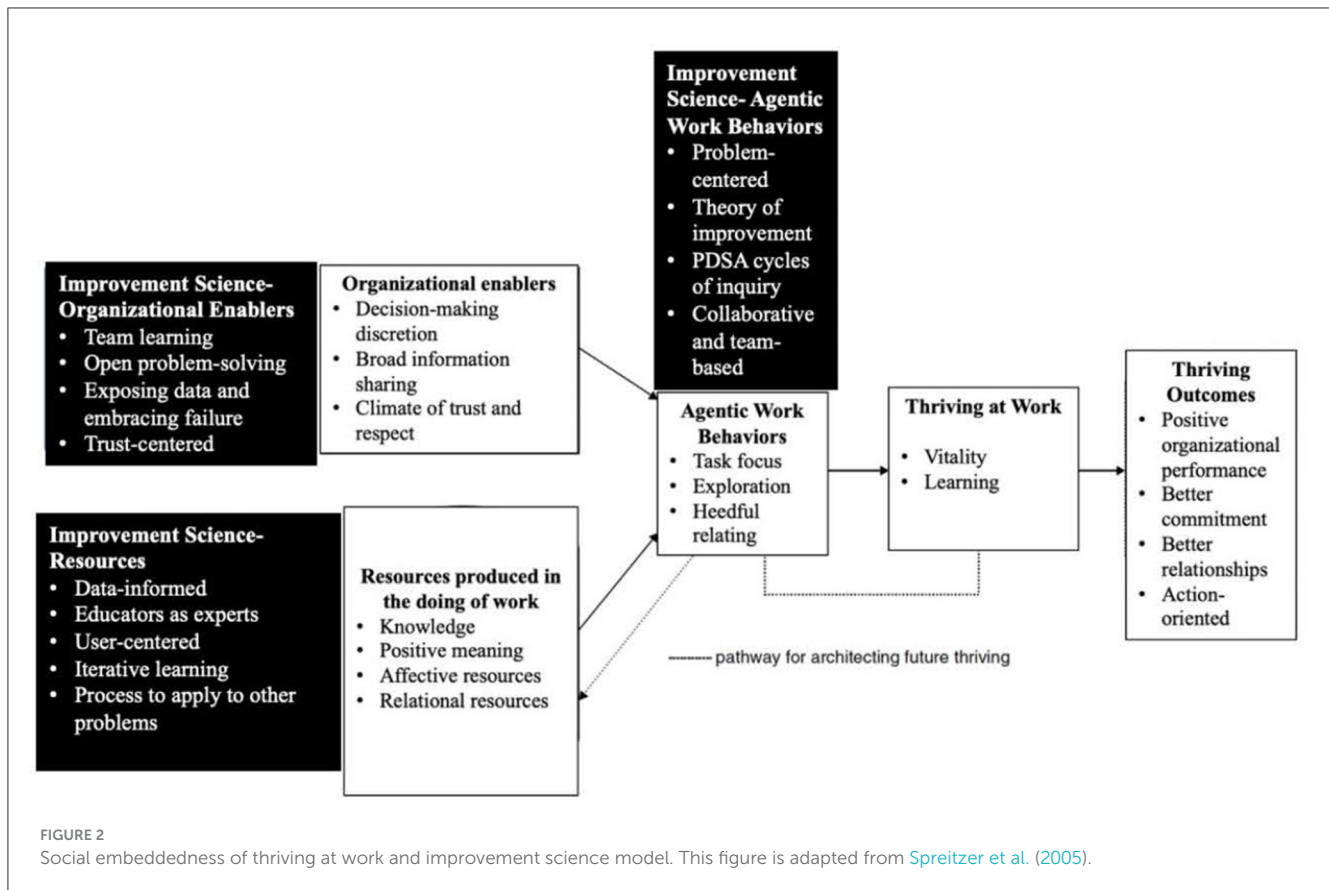 Improvement
Science- Agentic
Work Behaviors
• Problem-
centered
• Theory of
improvement
• PDSA cycles
of inquiry
• Collaborative
and team-
based
Improvement Science-
Organizational Enablers
• Team learning
• Open problem-solving
• Exposing data and
embracing failure
• Trust-centered
Organizational enablers
• Decision-making
discretion
• Broad information
sharing
• Climate of trust and
respect
Agentic Work
Behaviors
• Task focus
• Exploration
• Heedful
relating
Thriving at Work
• Vitality
• Learning
Thriving
Outcomes
• Positive
organizational
performance
• Better
commitment
• Better
relationships
• Action-
oriented
Improvement Science-
Resources
• Data-informed
• Educators as experts
• User-centered
• Iterative learning
• Process to apply to other
problems
Resources produced in
the doing of work
• Knowledge
• Positive meaning
• Affective resources
• Relational resources
pathway for architecting future thriving
FIGURE 2
Social embeddedness of thriving at work and improvement science model. This figure is adapted from Spreitzer et al. (2005).